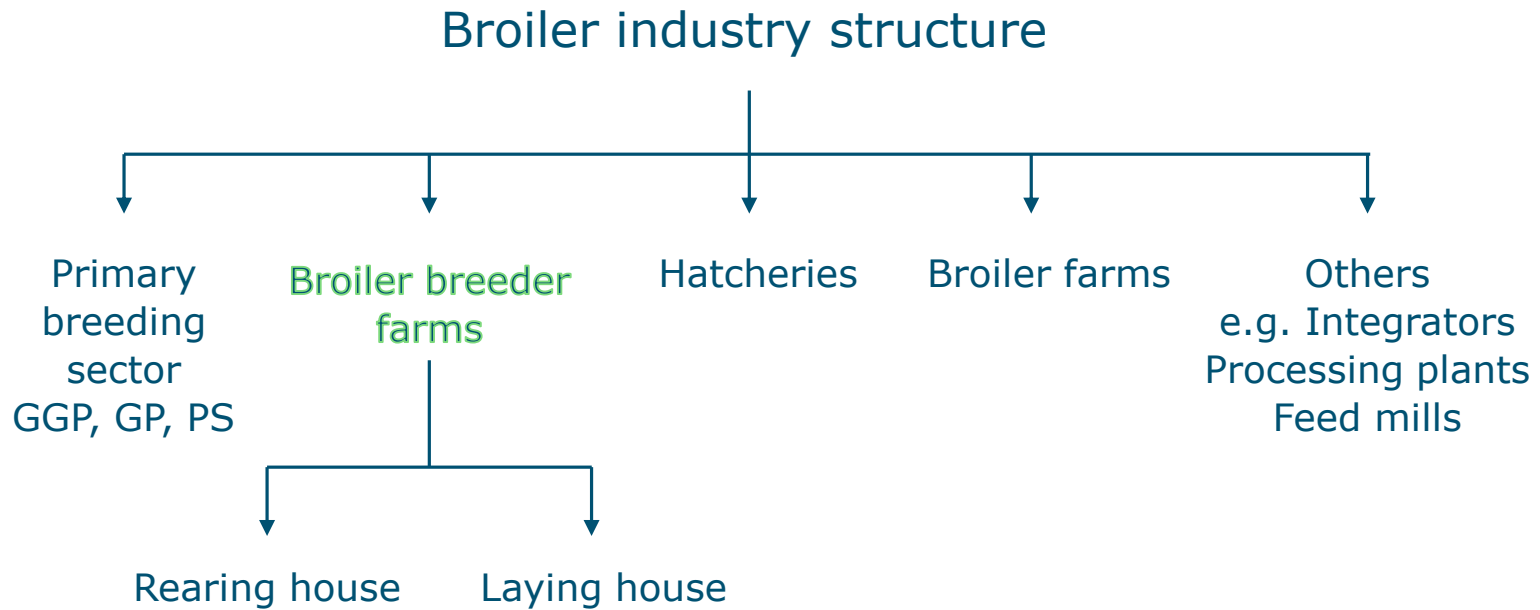 Broiler industry structure
Primary
breeding
sector
GGP, GP, PS
Broiler breeder
farms
Hatcheries
Broiler farms
Others
e.g. Integrators
Processing plants
Feed mills
Rearing house
Laying house